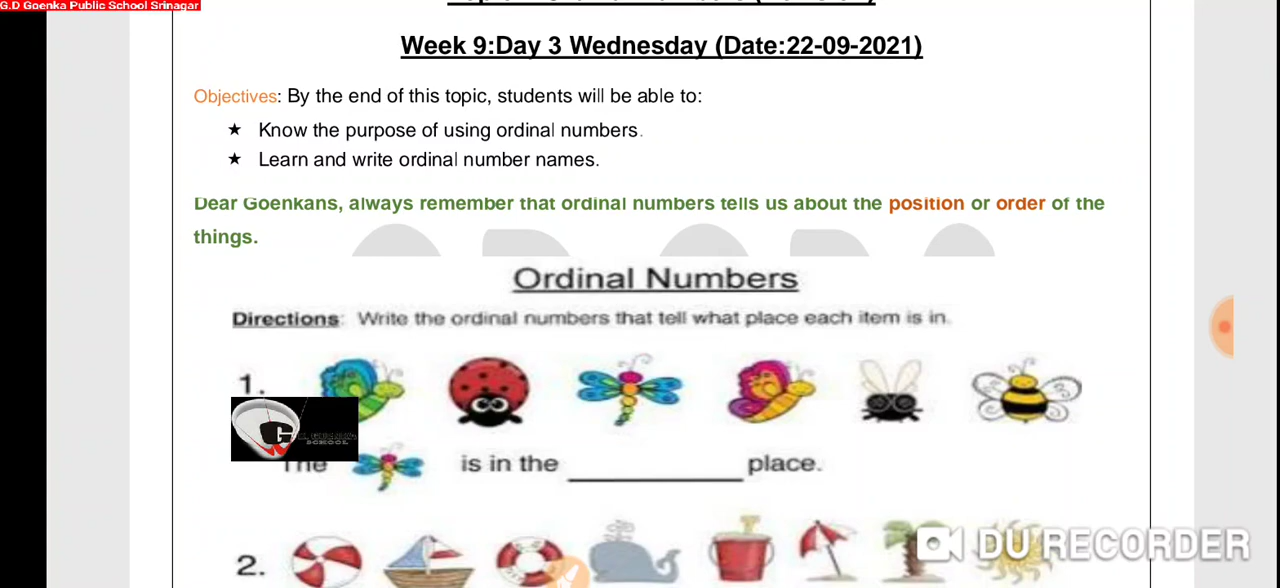 G.D Goenka Public School Srinagar
Week 9:Day 3 Wednesday (Date:22-09-2021)
Objectives: By the end of this topic, students will be able to:
★ Know the purpose of using ordinal numbers.
★ Learn and write ordinal number names.
Dear Goenkans, always remember that ordinal numbers tells us about the position or order of the
things.
Ordinal Numbers
Directions: Write the ordinal numbers that tell what place each item is in.
1.
SCHOOL
The is in the ____________ place.
2.
DU RECORDER